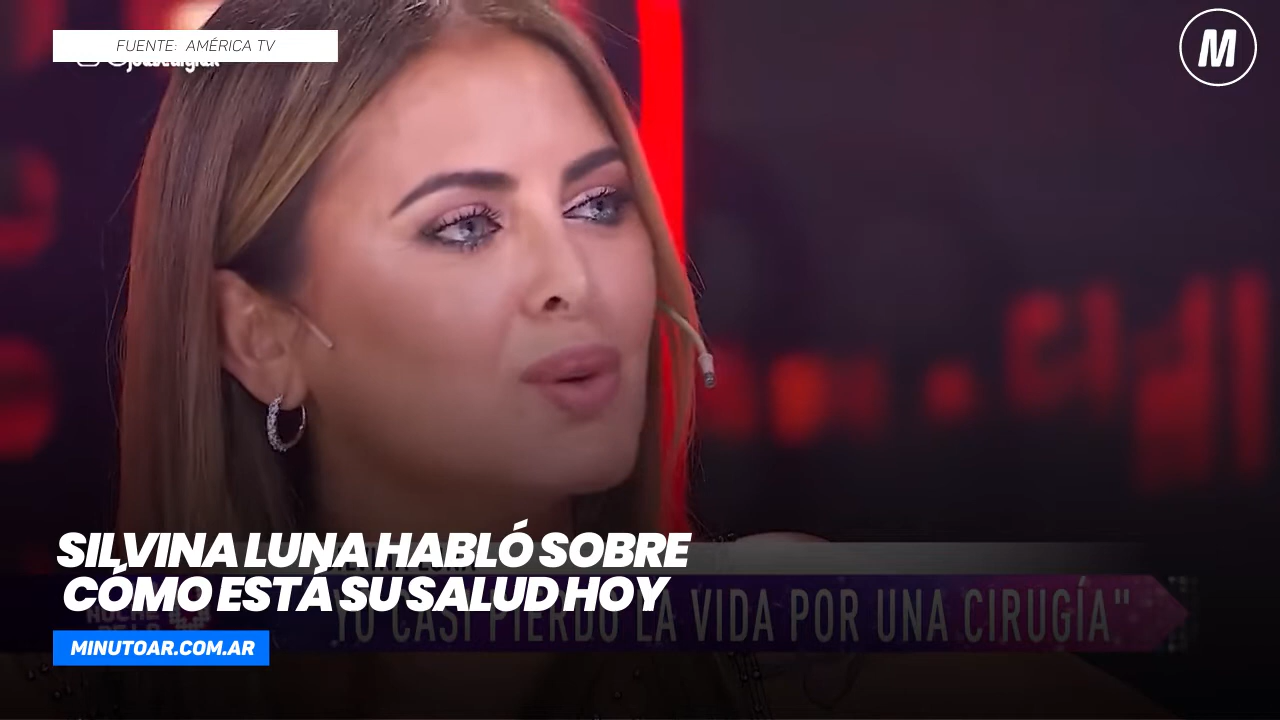 FUENTE: AMÉRICA TV
M
SILVINA LUNA HABLÓ SOBRE
CÓMO ESTÁ SU SALUD HOY
YO CASI PIERDO LA VIDA POR UNA CIRUGÍA"
MINUTOAR.COM.AR